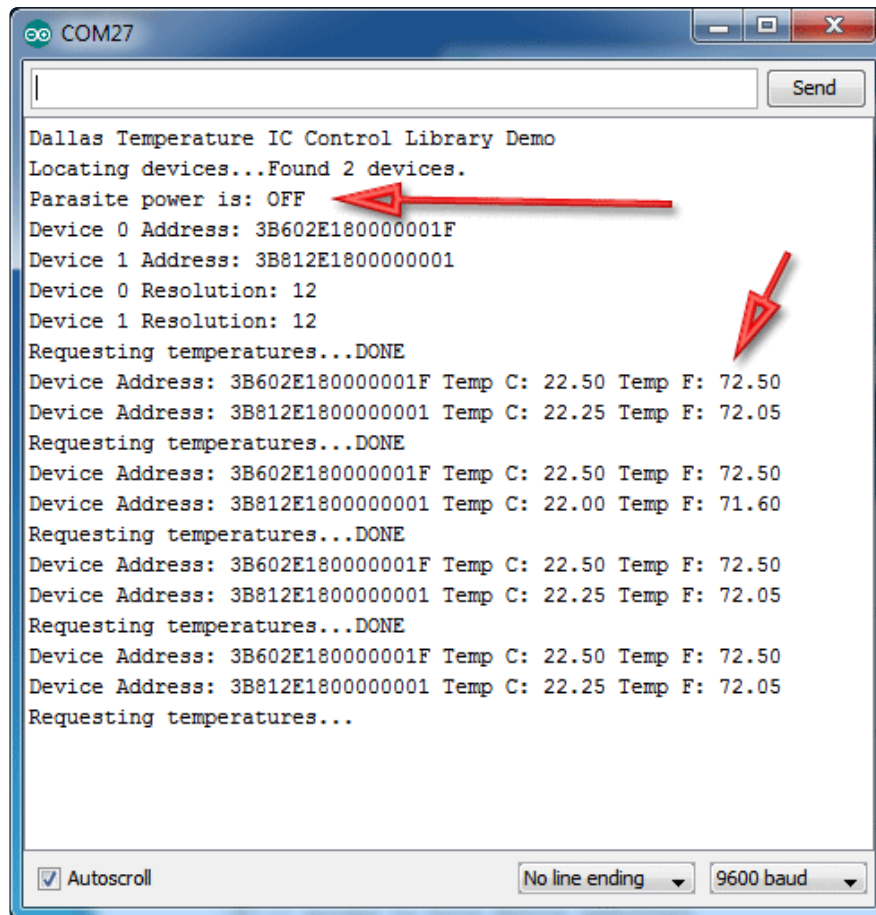 COM27
Send
Dallas Temperature IC Control Library Demo
Locating devices...Found 2 devices.
Parasite power is: OFF
Device 0 Address: 3B602E180000001F
Device 1 Address: 3B812E1800000001
Device 0 Resolution: 12
Device 1 Resolution: 12
Requesting temperatures...DONE
Device Address: 3B602E180000001F Temp C: 22.50 Temp F: 72.50
Device Address: 3B812E1800000001 Temp C: 22.25 Temp F: 72.05
Requesting temperatures...DONE
Device Address: 3B602E180000001F Temp C: 22.50 Temp F: 72.50
Device Address: 3B812E1800000001 Temp C: 22.00 Temp F: 71.60
Requesting temperatures...DONE
Device Address: 3B602E180000001F Temp C: 22.50 Temp F: 72.50
Device Address: 3B812E1800000001 Temp C: 22.25 Temp F: 72.05
Requesting temperatures...DONE
Device Address: 3B602E180000001F Temp C: 22.50 Temp F: 72.50
Device Address: 3B812E1800000001 Temp C: 22.25 Temp F: 72.05
Requesting temperatures...
Autoscroll No line ending 9600 baud